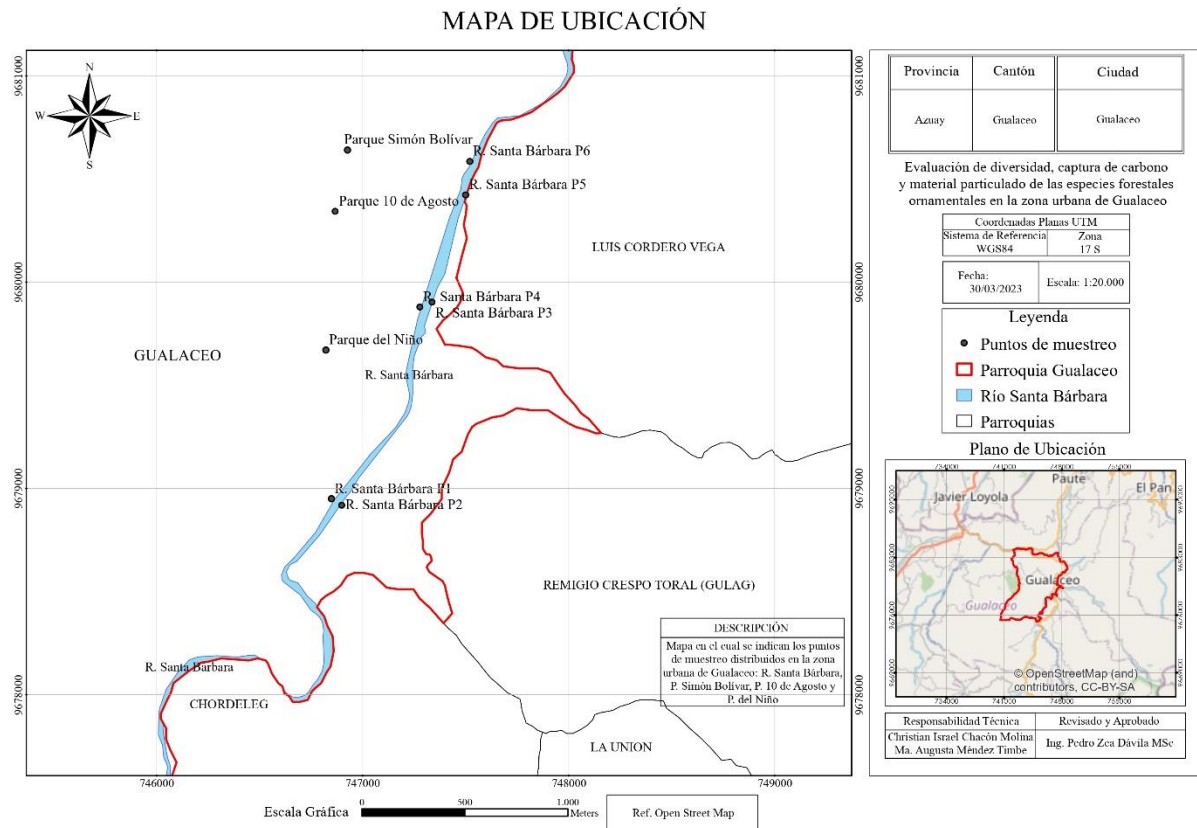 MAPA DE UBICACIÓN
9681000
9681000
N
W
E
S
Parque Simón Bolívar
R. Santa Bárbara P6
R. Santa Bárbara P5
Parque 10 de Agosto
LUIS CORDERO VEGA
9680000
9680000
R. Santa Bárbara P4
R. Santa Bárbara P3
Parque del Niño
GUALACEO
R. Santa Bárbara
9679000
9679000
R. Santa Bárbara P1
R. Santa Bárbara P2
REMIGIO CRESPO TORAL (GULAG)
DESCRIPCIÓN
Mapa en el cual se indican los puntos
de muestreo distribuidos en la zona
urbana de Gualaceo: R. Santa Bárbara,
P. Simón Bolívar, P. 10 de Agosto y
P. del Niño
R. Santa Bárbara
9678000
9678000
CHORDELEG
LA UNION
746000
747000
748000
749000
Escala Gráfica
0
500
1.000
Meters
Ref. Open Street Map
Provincia
Cantón
Ciudad
Azuay
Gualaceo
Gualaceo
Evaluación de diversidad, captura de carbono
y material particulado de las especies forestales
ornamentales en la zona urbana de Gualaceo
Coordenadas Planas UTM
Sistema de Referencia
Zona
WGS84
17 S
Fecha:
30/03/2023
Escala: 1:20.000
Leyenda
Puntos de muestreo
Parroquia Gualaceo
Río Santa Bárbara
Parroquias
Plano de Ubicación
734000
741000
748000
755000
Paute
El Pan
Javier Loyola
Gualaceo
Gualaceo
© OpenStreetMap (and)
contributors, CC-BY-SA
734000
741000
748000
755000
Responsabilidad Técnica
Revisado y Aprobado
Christian Israel Chacón Molina
Ma. Augusta Méndez Timbe
Ing. Pedro Zea Dávila MSc